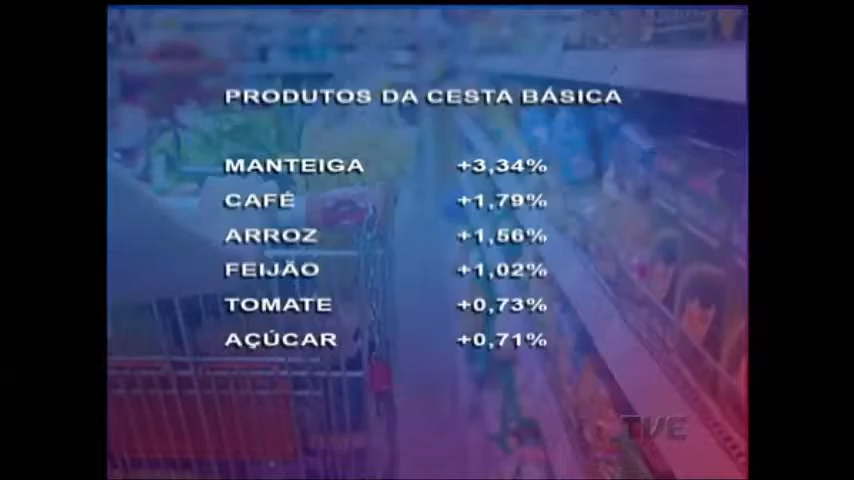 PRODUTOS DA CESTA BÁSICA
MANTEIGA +3,34%
CAFÉ +1,79%
ARROZ +1,56%
FEIJÃO +1,02%
TOMATE +0,73%
AÇÚCAR +0,71%
TVE